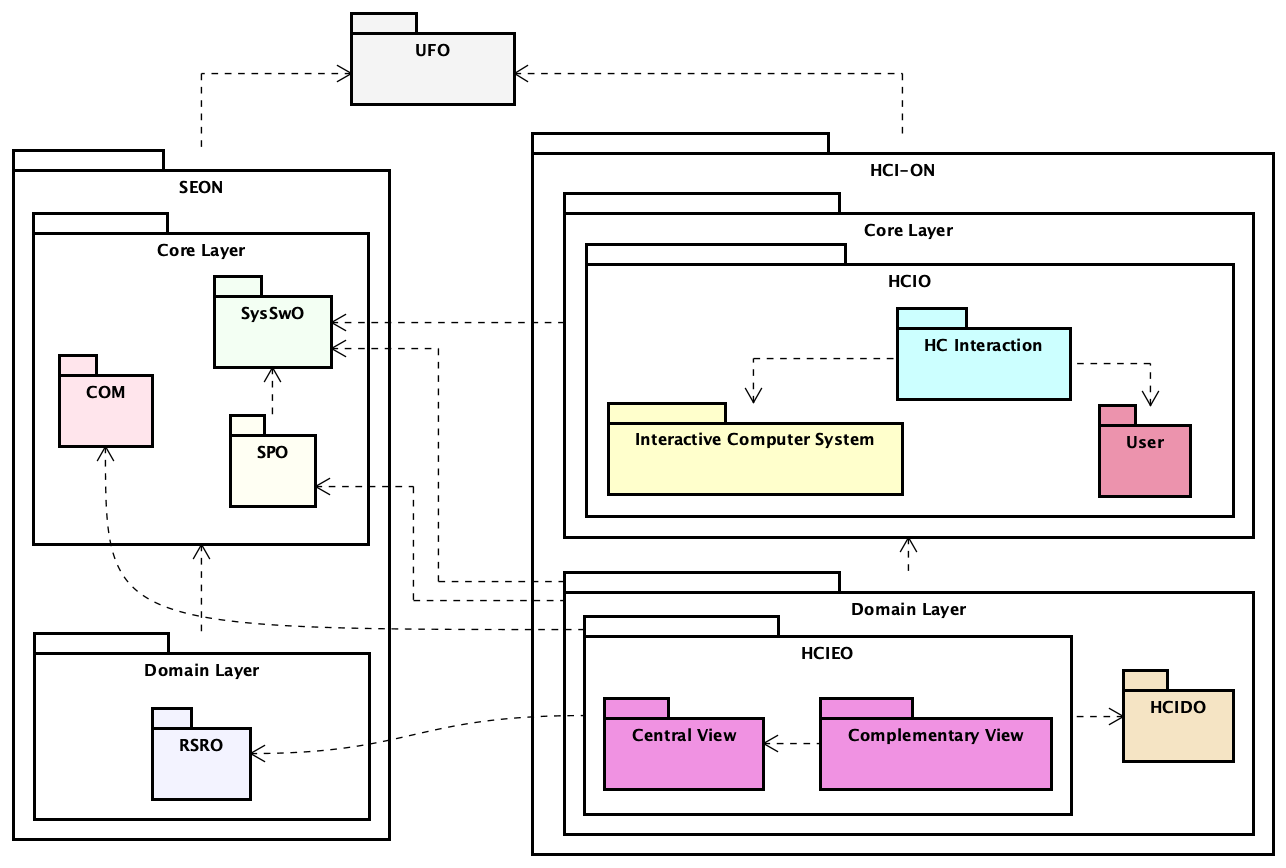 UFO
SEON
Core Layer
SysSwO
COM
SPO
Domain Layer
RSRO
HCI-ON
Core Layer
HCIO
HC Interaction
Interactive Computer System
User
Domain Layer
HCIEO
Central View
Complementary View
HCIDO